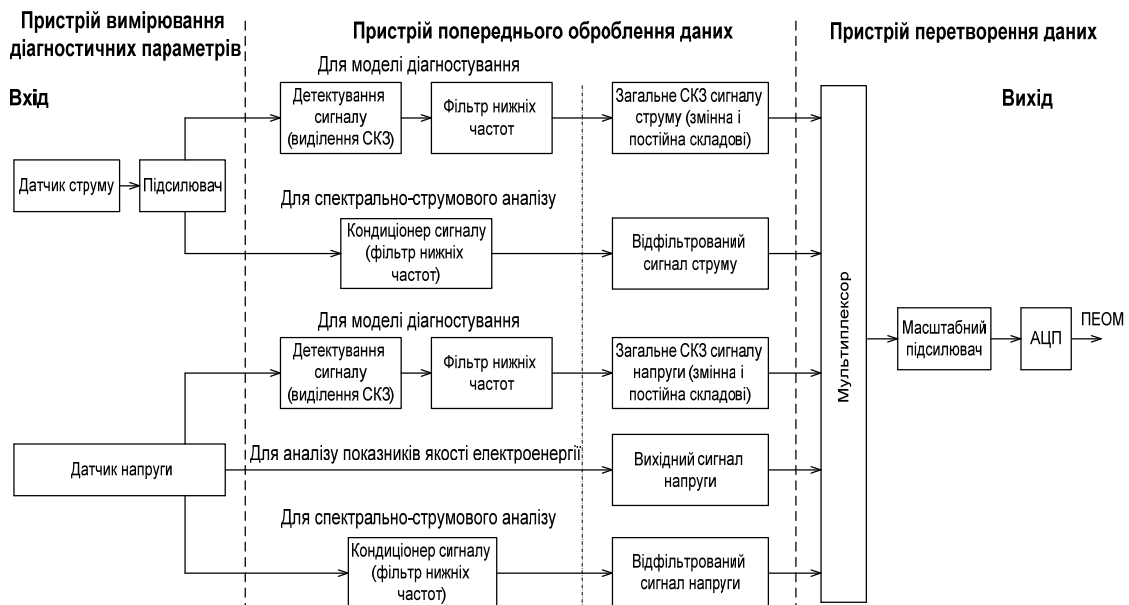 Пристрій вимірювання
діагностичних параметрів
Пристрій попереднього оброблення даних
Пристрій перетворення даних
Вхід
Вихід
Для моделі діагностування
Детектування
сигналу
(виділення СКЗ)
Фільтр нижніх
частот
Загальне СКЗ сигналу
струму (змінна і
постійна складові)
Датчик струму
Підсилювач
Для спектрально-струмового аналізу
Кондиціонер сигналу
(фільтр нижніх
частот)
Відфільтрований
сигнал струму
Для моделі діагностування
Детектування
сигналу
(виділення СКЗ)
Фільтр нижніх
частот
Загальне СКЗ сигналу
напруги (змінна і
постійна складові)
Мультиплексор
Масштабний
підсилювач
АЦП
ПЕОМ
Датчик напруги
Для аналізу показників якості електроенергії
Вихідний сигнал
напруги
Для спектрально-струмового аналізу
Кондиціонер сигналу
(фільтр нижніх
частот)
Відфільтрований
сигнал напруги